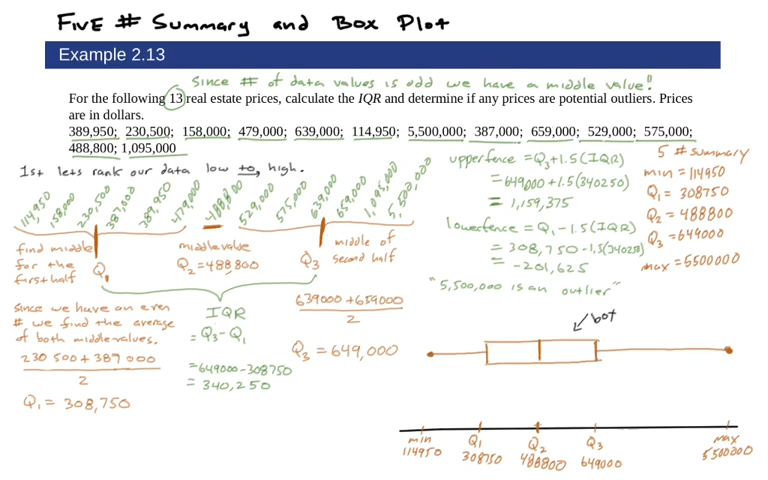 FIVE # Summary and Box Plot
Example 2.13
Since # of data values is odd we have a middle value!
For the following 13 real estate prices, calculate the IQR and determine if any prices are potential outliers. Prices
are in dollars.
389,950; 230,500; 158,000; 479,000; 639,000; 114,950; 5,500,000; 387,000; 659,000; 529,000; 575,000;
488,800; 1,095,000
1st lets rank our data low to, high.
114,950 158,000 230,500 387,000 389,950 479,000 488,800 529,000 575,000 639,000 659,000 1,095,000 5,500,000
find middle
for the
first half
Q1
middle value
Q2=488,800
Q3
middle of
second half
Since we have an even
# we find the average
of both middle values.
230 500 + 387 000
2
Q1 = 308,750
IQR
= Q3-Q1
=649000-308750
= 340,250
639000 + 659000
2
Q3 = 649,000
upper fence = Q3+1.5(IQR)
=649000+1.5(340250)
= 1,159,375
lowerfence = Q1-1.5(IQR)
= 308,750-1.5(340250)
= -201,625
"5,500,000 is an outlier"
5 # summary
min = 114950
Q1 = 308750
Q2 = 488800
Q3 = 649000
max = 5500000
box
min
114950
Q1
308750
Q2
488800
Q3
649000
max
5500000